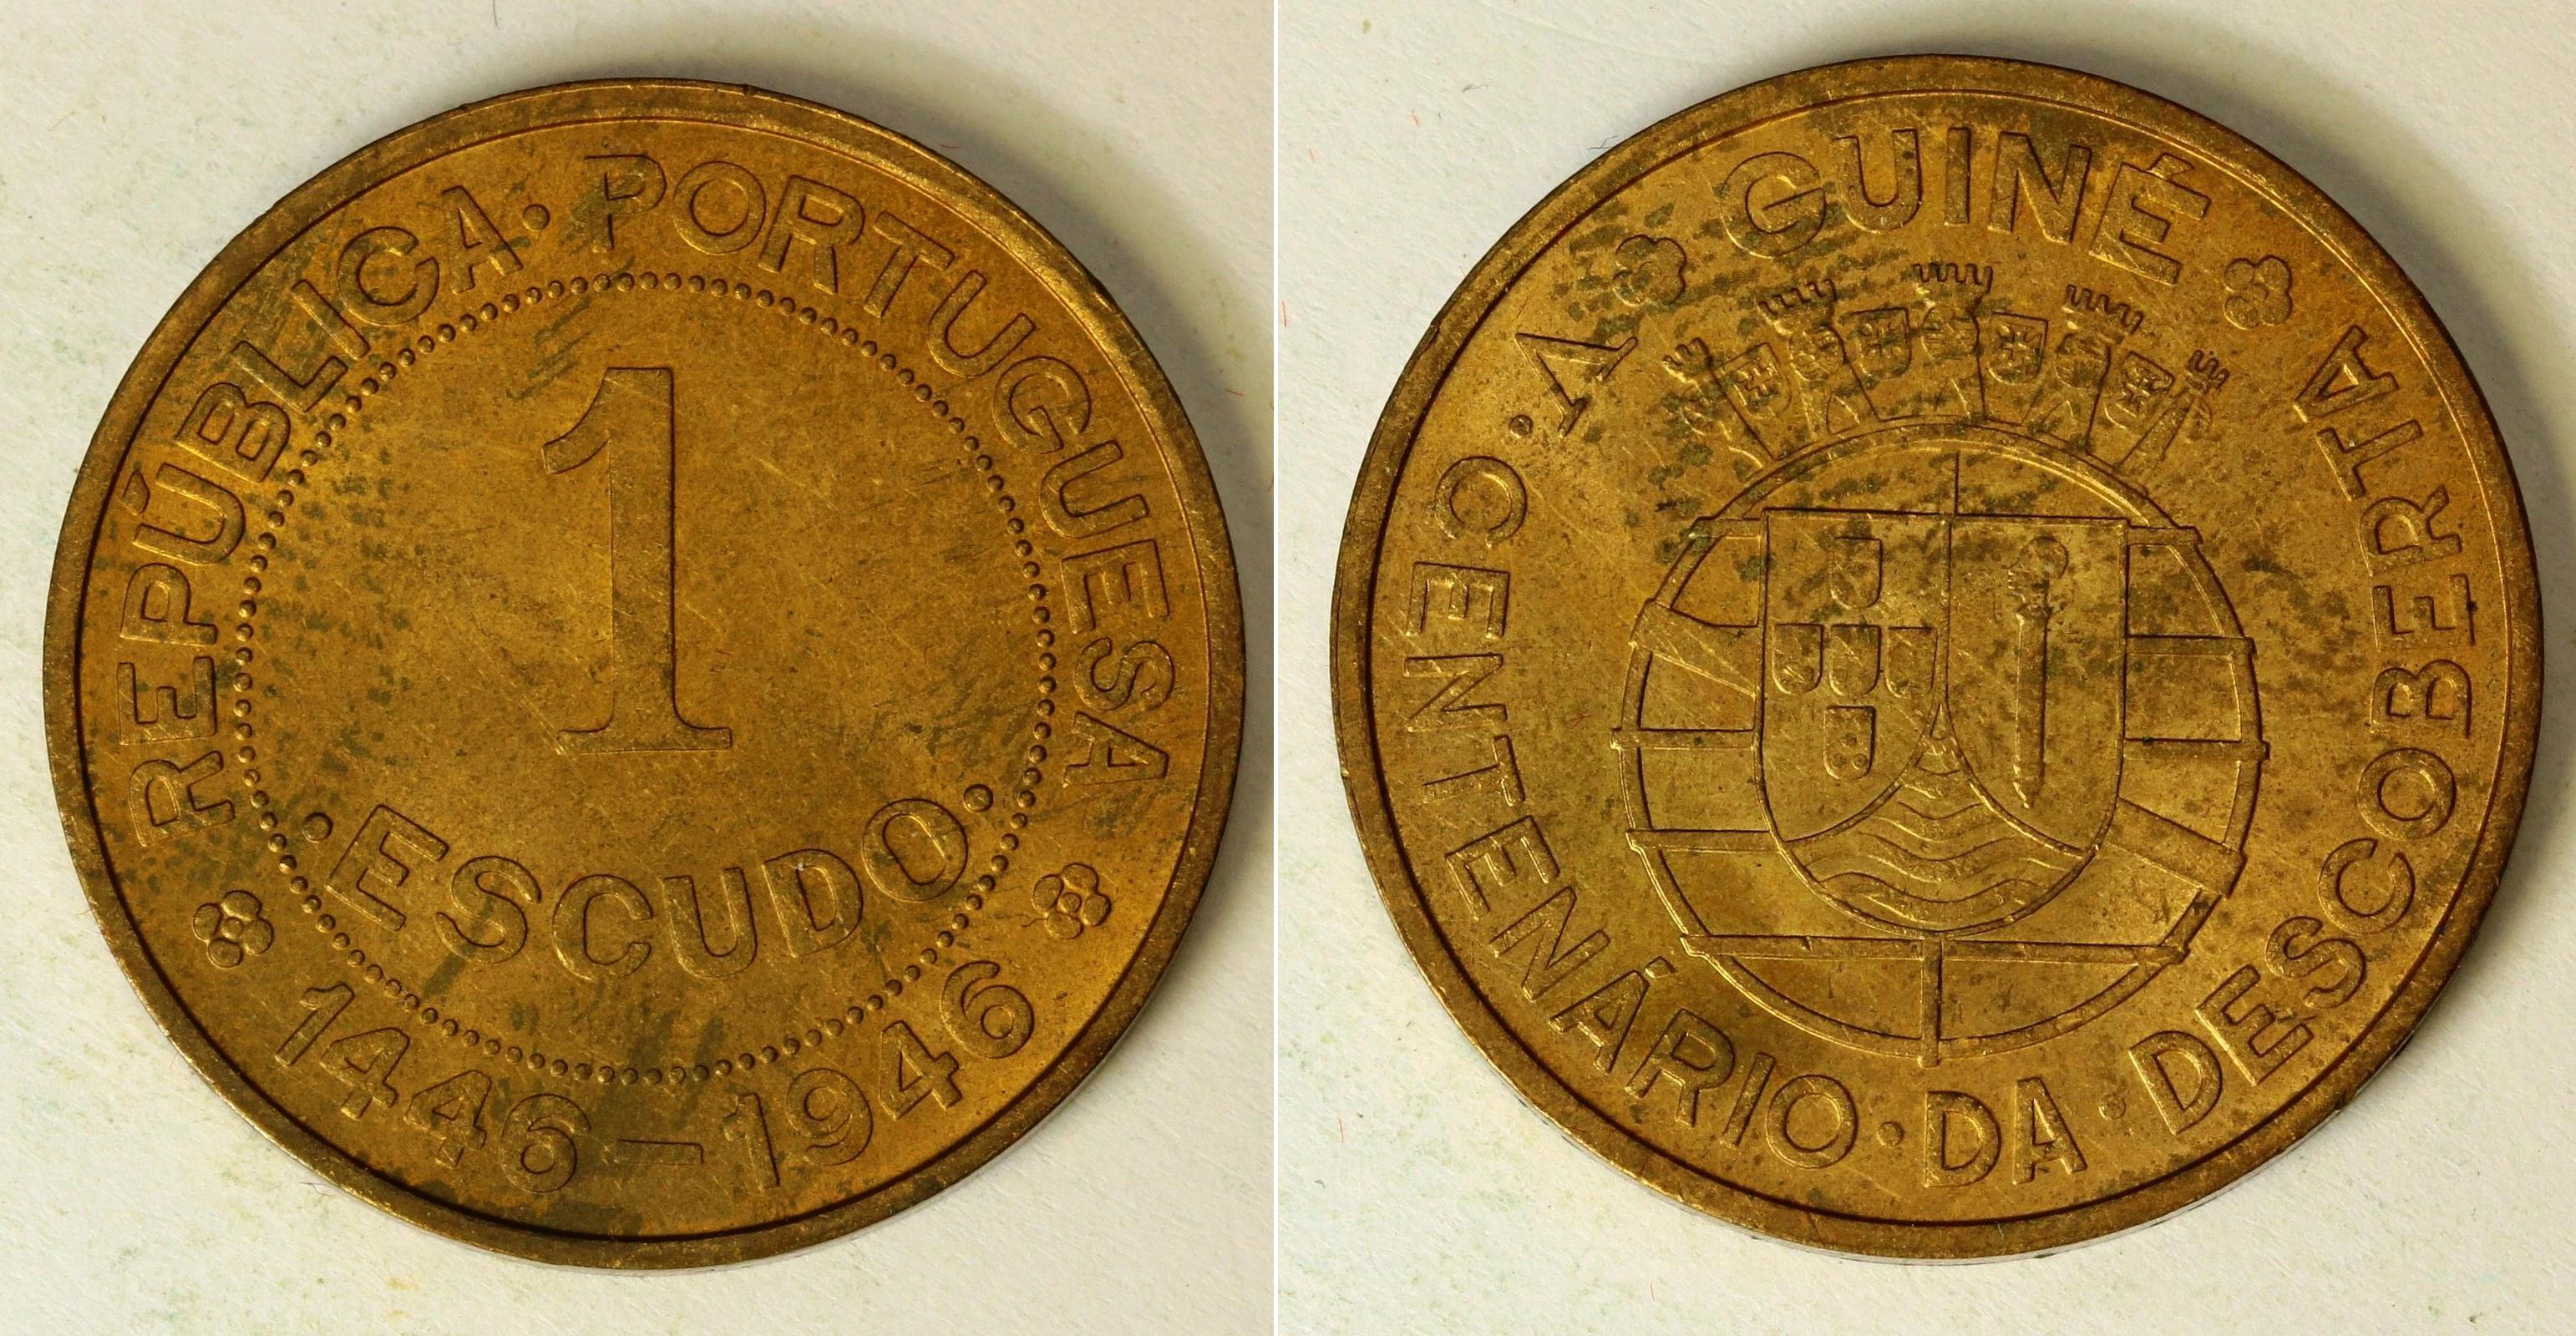 REPÚBLICA · PORTUGUESA
1
· ESCUDO ·
1446–1946
GUINÉ
V · CENTENÁRIO · DA · DESCOBERTA